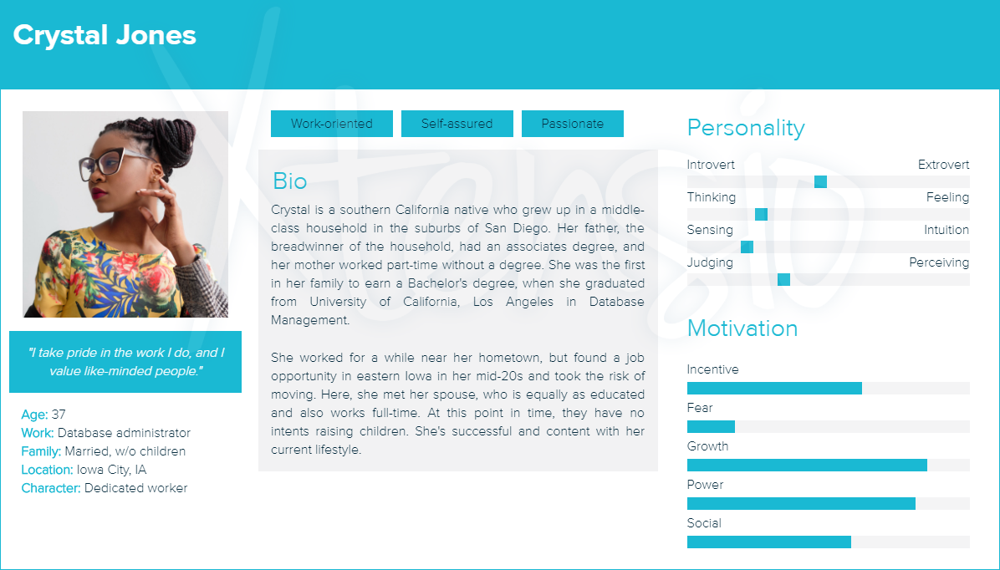 Crystal Jones
"I take pride in the work I do, and I
value like-minded people."
Age: 37
Work: Database administrator
Family: Married, w/o children
Location: Iowa City, IA
Character: Dedicated worker
Work-oriented Self-assured Passionate
Bio
Crystal is a southern California native who grew up in a middle-
class household in the suburbs of San Diego. Her father, the
breadwinner of the household, had an associates degree, and
her mother worked part-time without a degree. She was the first
in her family to earn a Bachelor's degree, when she graduated
from University of California, Los Angeles in Database
Management.
She worked for a while near her hometown, but found a job
opportunity in eastern Iowa in her mid-20s and took the risk of
moving. Here, she met her spouse, who is equally as educated
and also works full-time. At this point in time, they have no
intents raising children. She's successful and content with her
current lifestyle.
Personality
Introvert Extrovert
Thinking Feeling
Sensing Intuition
Judging Perceiving
Motivation
Incentive
Fear
Growth
Power
Social
Xtensio